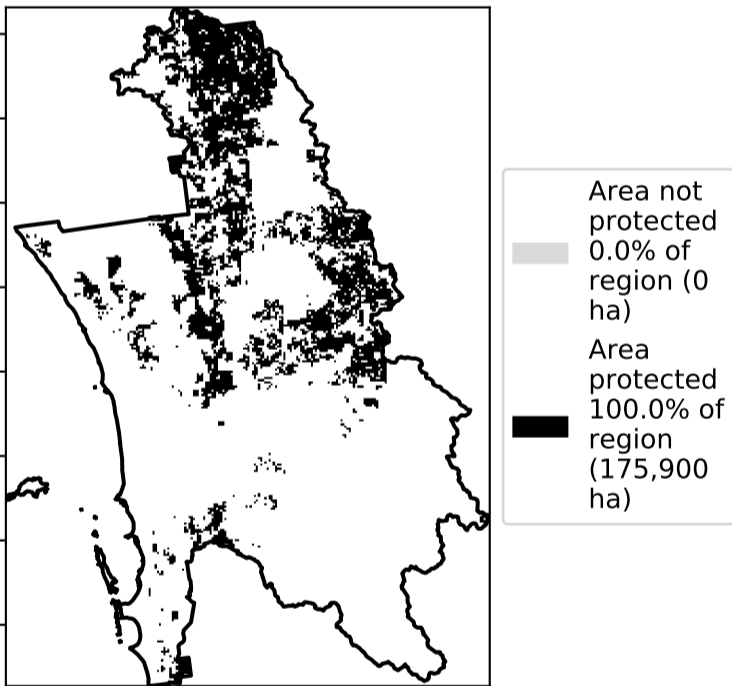 Area not
protected
0.0% of
region (0
ha)
Area
protected
100.0% of
region
(175,900
ha)